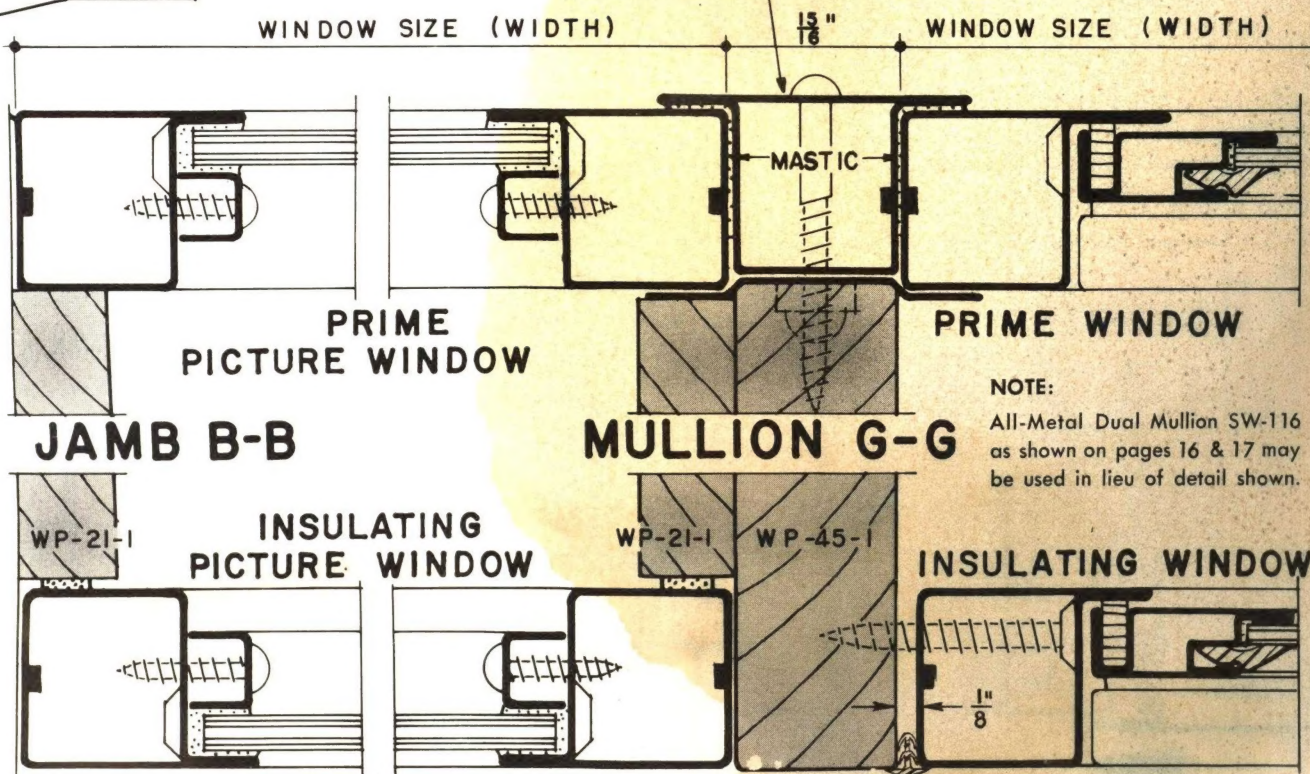 WINDOW SIZE (WIDTH)
15/16"
WINDOW SIZE (WIDTH)
MASTIC
PRIME
PICTURE WINDOW
PRIME WINDOW
NOTE:
All-Metal Dual Mullion SW-116
as shown on pages 16 & 17 may
be used in lieu of detail shown.
JAMB B-B
MULLION G-G
WP-21-1
INSULATING
PICTURE WINDOW
WP-21-1
WP-45-1
INSULATING WINDOW
1/8"